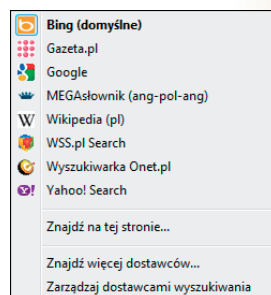 Bing (domyślne)
Gazeta.pl
Google
MEGAsłownik (ang-pol-ang)
Wikipedia (pl)
WSS.pl Search
Wyszukiwarka Onet.pl
Yahoo! Search
Znajdź na tej stronie...
Znajdź więcej dostawców...
Zarządzaj dostawcami wyszukiwania